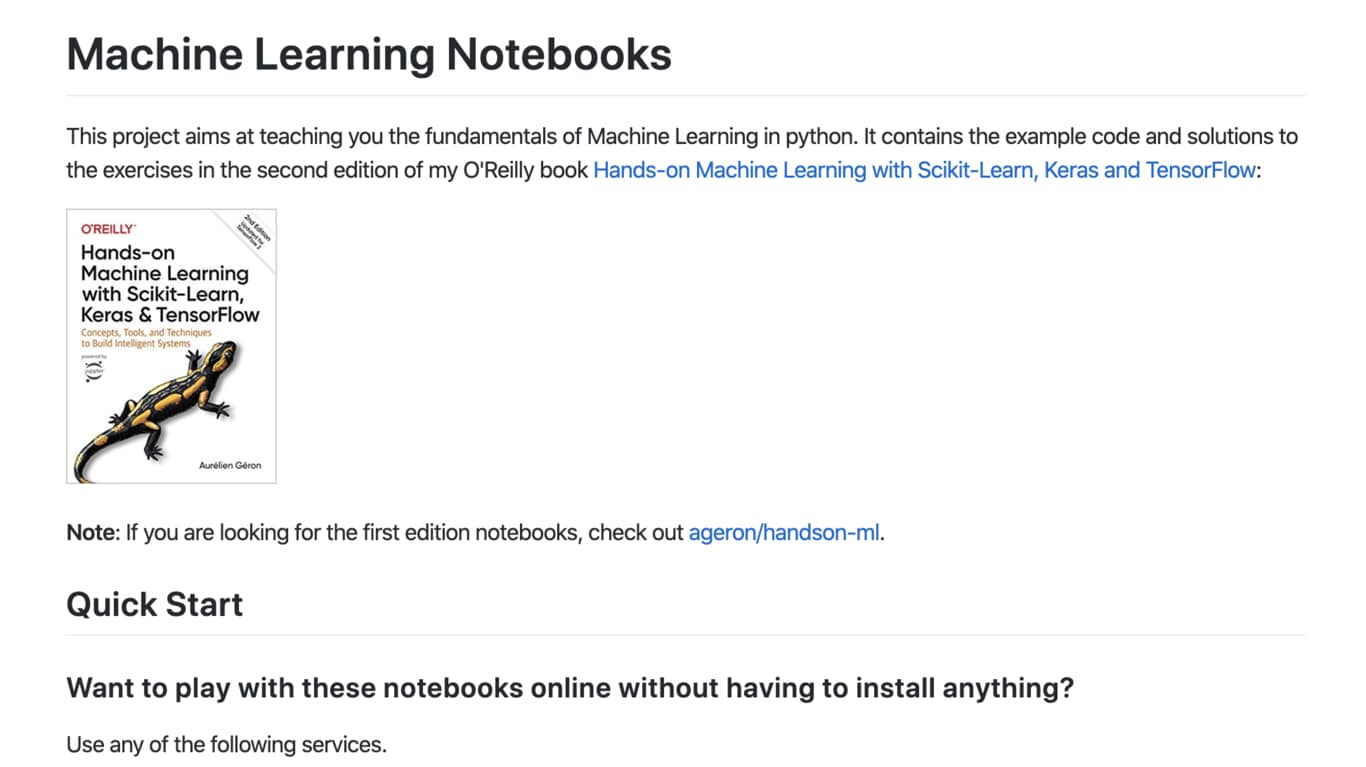 Machine Learning Notebooks
This project aims at teaching you the fundamentals of Machine Learning in python. It contains the example code and solutions to
the exercises in the second edition of my O'Reilly book Hands-on Machine Learning with Scikit-Learn, Keras and TensorFlow:
O'REILLY®
2nd Edition
Updated for
TensorFlow 2
Hands-on
Machine Learning
with Scikit-Learn,
Keras & TensorFlow
Concepts, Tools, and Techniques
to Build Intelligent Systems
powered by
jupyter
Aurélien Géron
Note: If you are looking for the first edition notebooks, check out ageron/handson-ml.
Quick Start
Want to play with these notebooks online without having to install anything?
Use any of the following services.